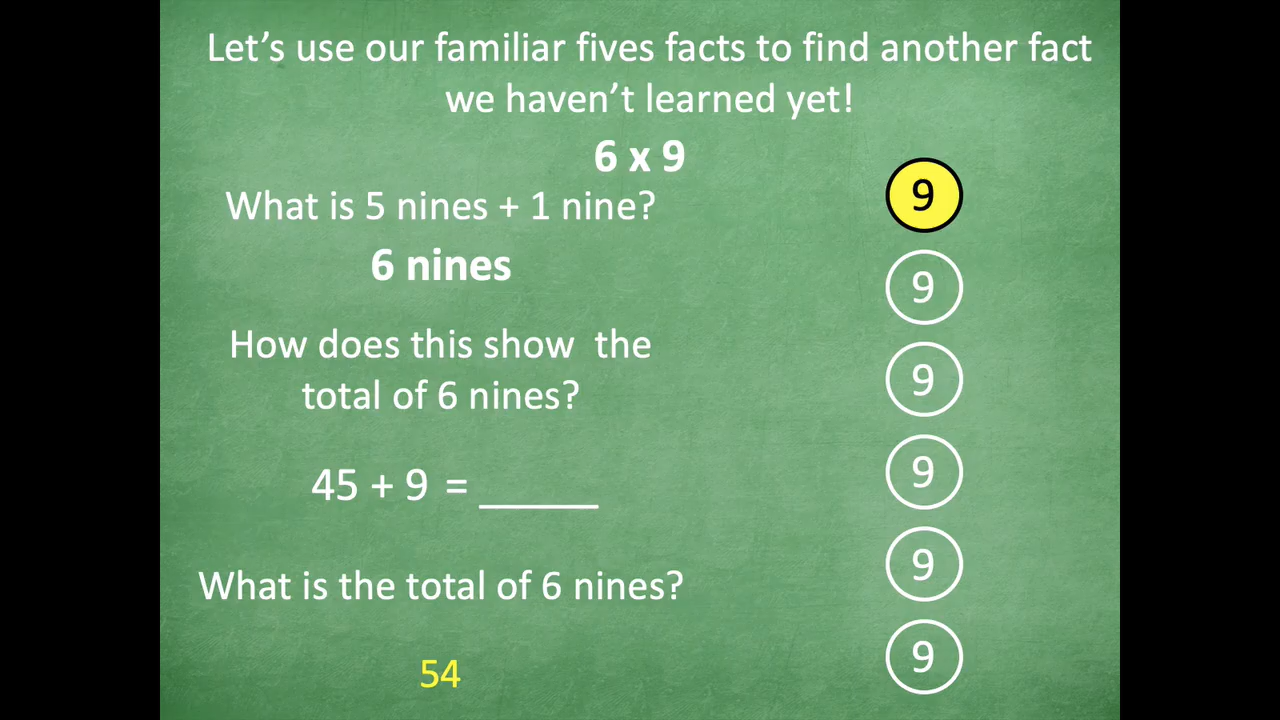 Let’s use our familiar fives facts to find another fact
we haven’t learned yet!
6 x 9
What is 5 nines + 1 nine?
6 nines
How does this show  the
total of 6 nines?
45 + 9 = _____
What is the total of 6 nines?
54
9
9
9
9
9
9